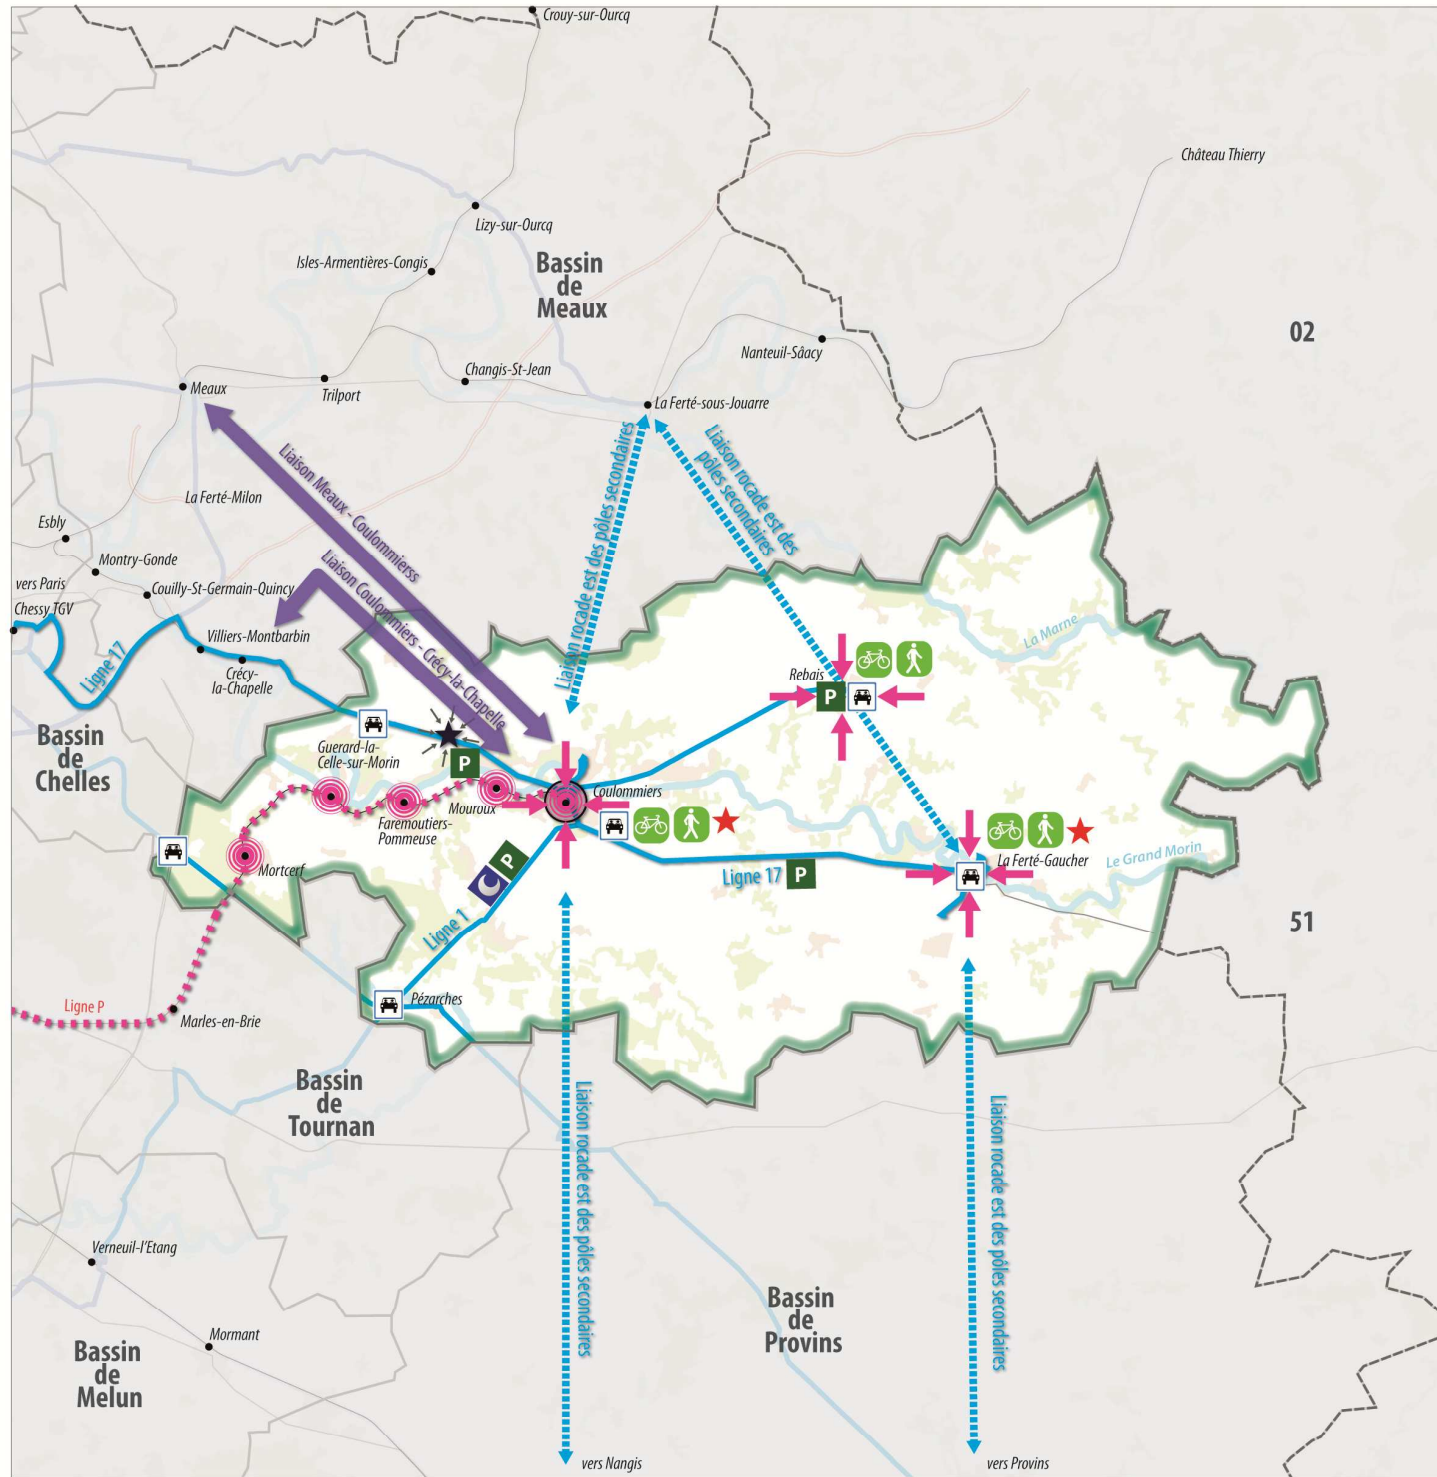 Crouy-sur-Ourcq
Château Thierry
Lizy-sur-Ourcq
Isles-Armentières-Congis
Bassin
de
Meaux
02
Nanteuil-Sâacy
Changis-St-Jean
Meaux
Trilport
La Ferté-sous-Jouarre
Liaison rocade est des pôles secondaires
Liaison rocade est des
pôles secondaires
Liaison Meaux - Coulommierss
La Ferté-Milon
Esbly
Montry-Gonde
vers Paris
Couilly-St-Germain-Quincy
Liaison Coulommiers - Crécy-la-Chapelle
Chessy TGV
Villiers-Montbarbin
Ligne 17
Crécy-
la-Chapelle
La Marne
Rebais
P
Bassin
de
Chelles
Guerard-la-
Celle-sur-Morin
P
Mouroux
Coulommiers
Faremoutiers-
Pommeuse
Mortcerf
P
Ligne 17
P
La Ferté-Gaucher
Le Grand Morin
Ligne 1
51
Pézarches
Ligne P
Marles-en-Brie
Bassin
de
Tournan
Liaison rocade est des pôles secondaires
Liaison rocade est des pôles secondaires
Verneuil-l'Etang
Mormant
Bassin
de
Melun
Bassin
de
Provins
vers Nangis
vers Provins